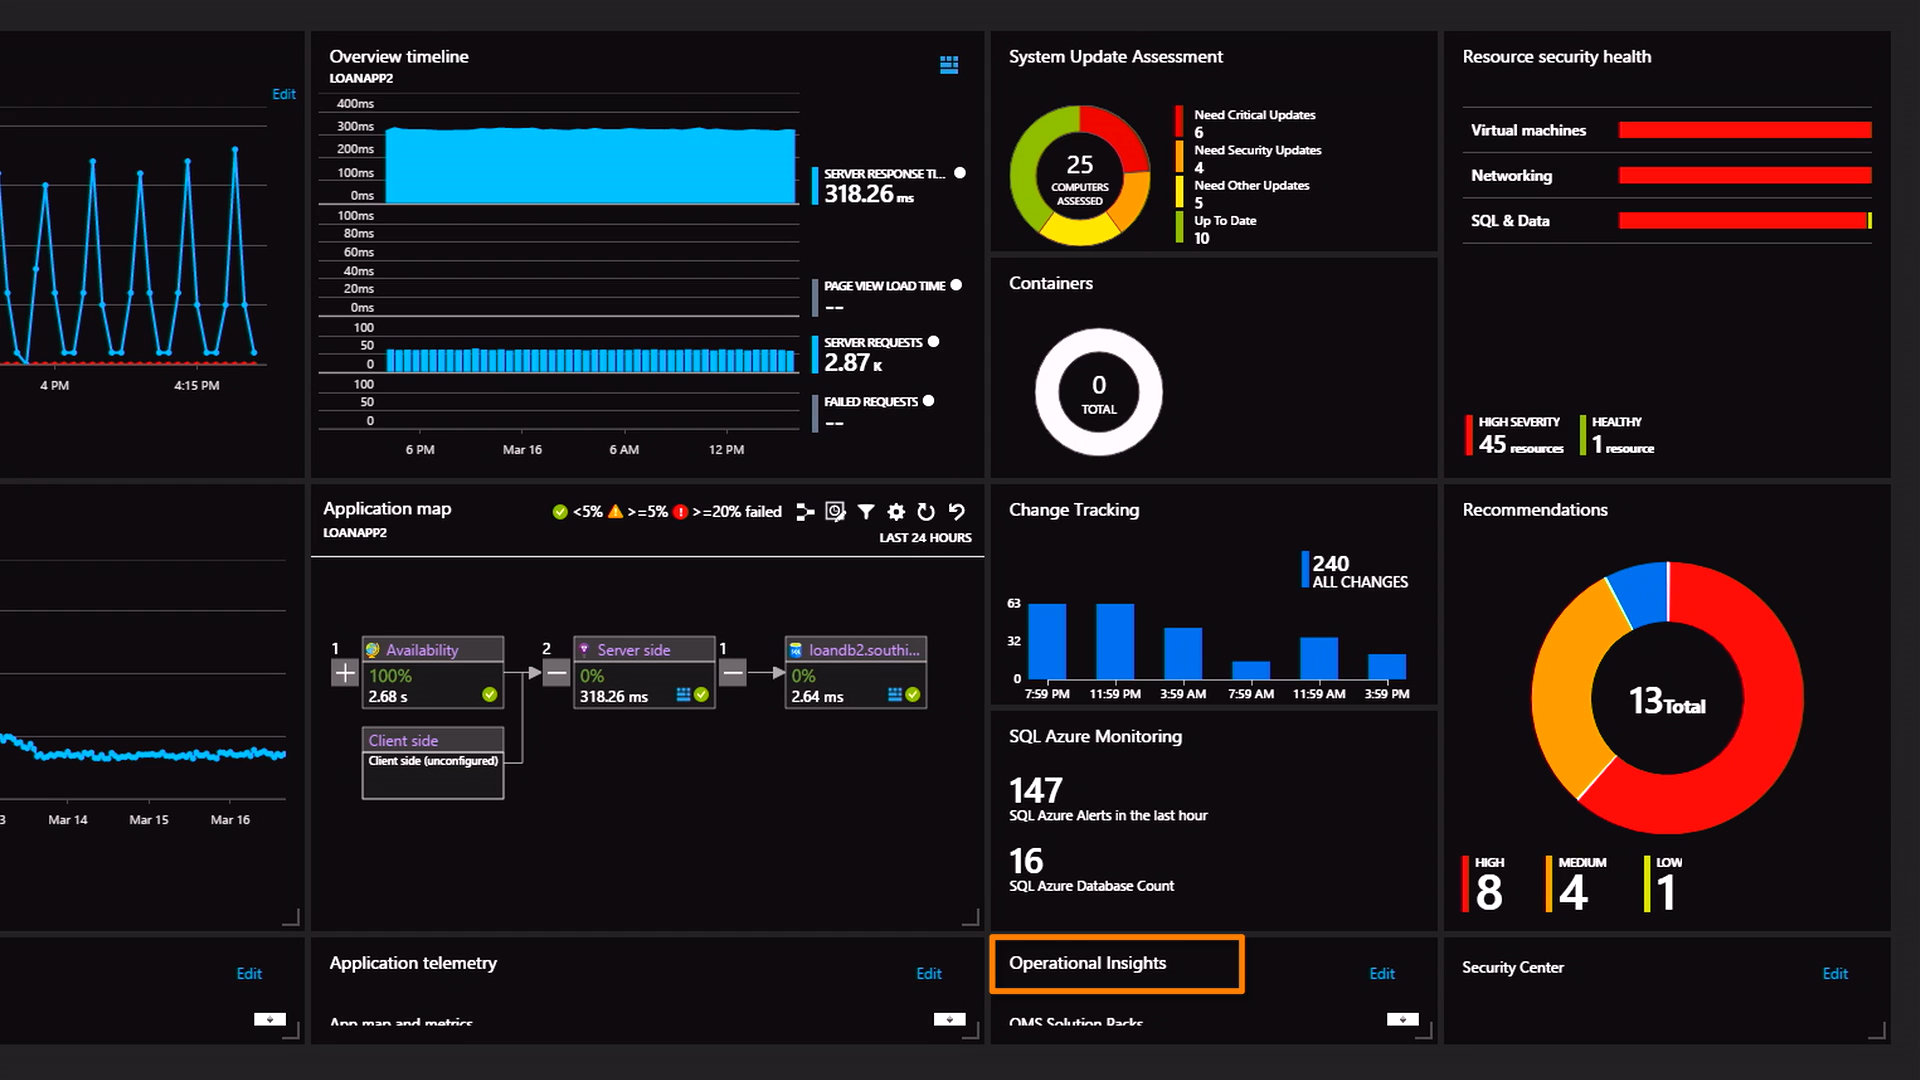 Edit
4 PM
4:15 PM
Overview timeline
LOANAPP2
400ms
300ms
200ms
100ms
0ms
SERVER RESPONSE TI...
318.26 ms
100ms
80ms
60ms
40ms
20ms
0ms
PAGE VIEW LOAD TIME
--
100
50
0
SERVER REQUESTS
2.87 K
100
50
0
FAILED REQUESTS
--
6 PM
Mar 16
6 AM
12 PM
System Update Assessment
25
COMPUTERS
ASSESSED
Need Critical Updates
6
Need Security Updates
4
Need Other Updates
5
Up To Date
10
Containers
0
TOTAL
Resource security health
Virtual machines
Networking
SQL & Data
HIGH SEVERITY
45 resources
HEALTHY
1 resource
3
Mar 14
Mar 15
Mar 16
Application map
LOANAPP2
<5% >=5% >=20% failed
LAST 24 HOURS
1
Availability
100%
2.68 s
2
Server side
0%
318.26 ms
1
loandb2.southi...
0%
2.64 ms
Client side
Client side (unconfigured)
Change Tracking
240
ALL CHANGES
63
32
0
7:59 PM
11:59 PM
3:59 AM
7:59 AM
11:59 AM
3:59 PM
SQL Azure Monitoring
147
SQL Azure Alerts in the last hour
16
SQL Azure Database Count
Recommendations
13 Total
HIGH
8
MEDIUM
4
LOW
1
Edit
Application telemetry
Edit
App map and metrics
Operational Insights
Edit
OMS Solution Packs
Security Center
Edit